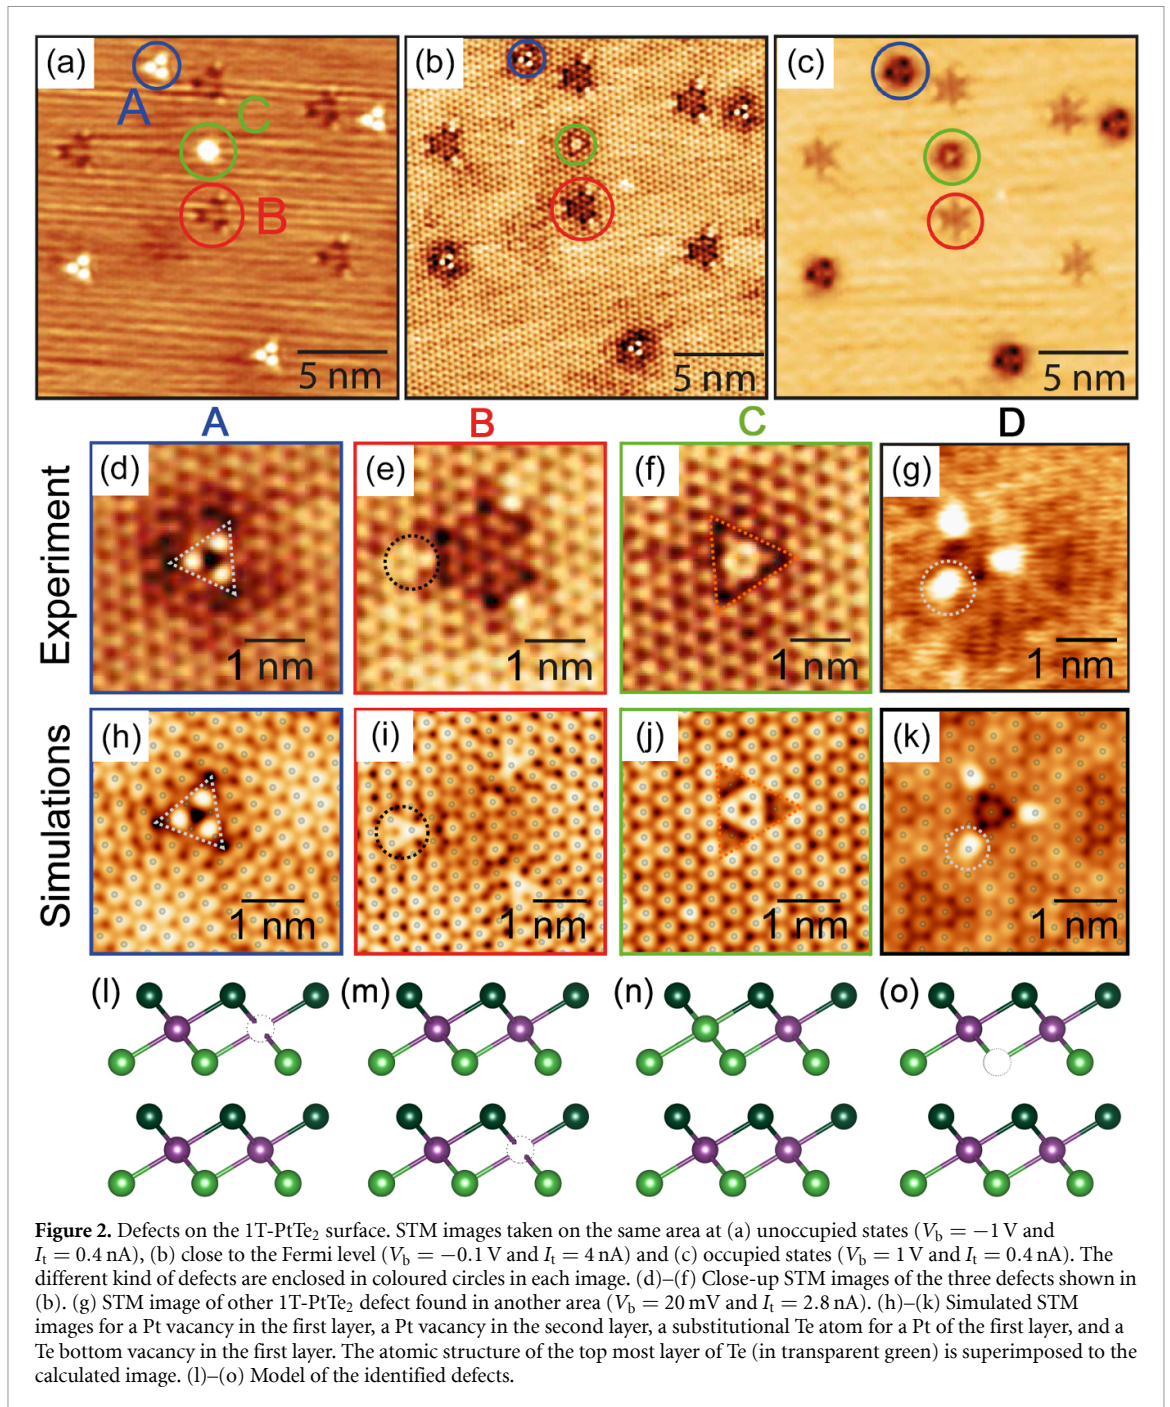 (a)
(b)
(c)
A
C
B
5 nm
5 nm
5 nm
A
B
C
D
Experiment
(d)
(e)
(f)
(g)
1 nm
1 nm
1 nm
1 nm
Simulations
(h)
(i)
(j)
(k)
1 nm
1 nm
1 nm
1 nm
(l)
(m)
(n)
(o)
Figure 2. Defects on the 1T-PtTe₂ surface. STM images taken on the same area at (a) unoccupied states (V_b = −1 V and
I_t = 0.4 nA), (b) close to the Fermi level (V_b = −0.1 V and I_t = 4 nA) and (c) occupied states (V_b = 1 V and I_t = 0.4 nA). The
different kind of defects are enclosed in coloured circles in each image. (d)–(f) Close-up STM images of the three defects shown in
(b). (g) STM image of other 1T-PtTe₂ defect found in another area (V_b = 20 mV and I_t = 2.8 nA). (h)–(k) Simulated STM
images for a Pt vacancy in the first layer, a Pt vacancy in the second layer, a substitutional Te atom for a Pt of the first layer, and a
Te bottom vacancy in the first layer. The atomic structure of the top most layer of Te (in transparent green) is superimposed to the
calculated image. (l)–(o) Model of the identified defects.